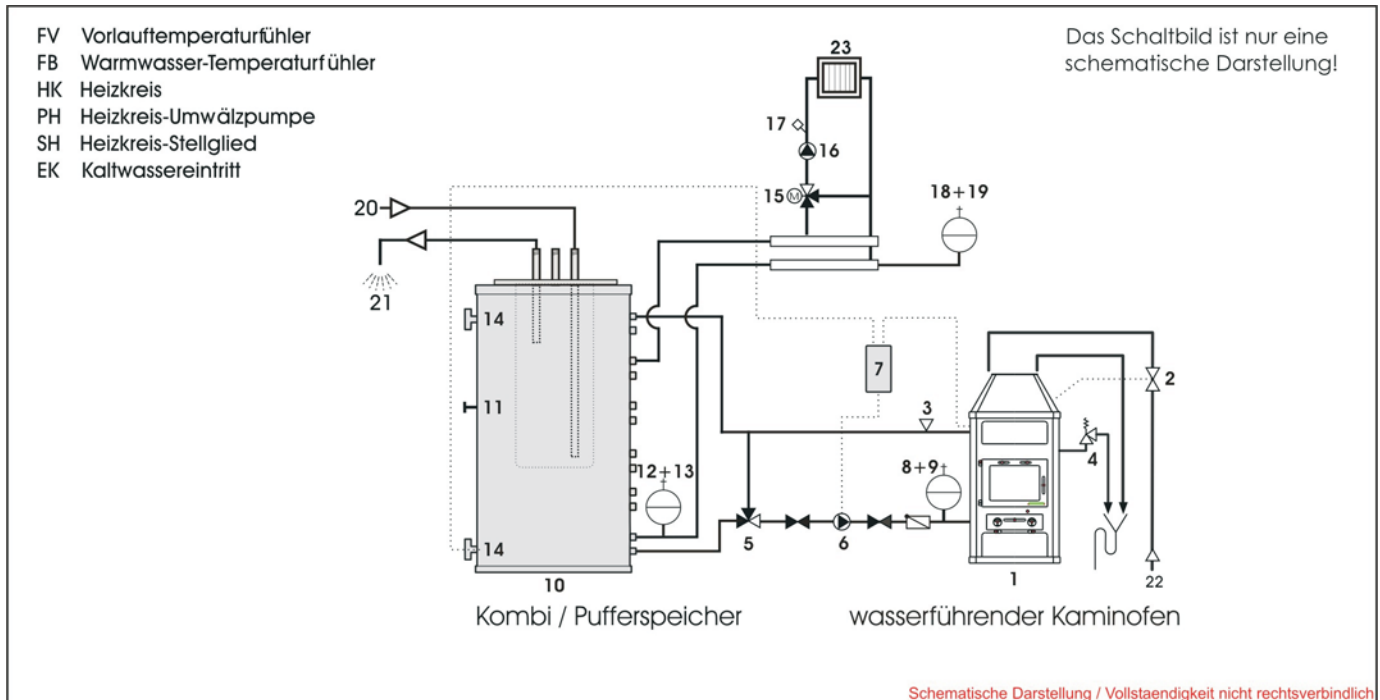 FV Vorlauftemperaturfühler
FB Warmwasser-Temperaturfühler
HK Heizkreis
PH Heizkreis-Umwälzpumpe
SH Heizkreis-Stellglied
EK Kaltwassereintritt
Das Schaltbild ist nur eine
schematische Darstellung!
23
17
16
15 M
18+19
20
21
14
7
2
3
11
4
12+13
8+9
14
5
6
10
1
22
Kombi / Pufferspeicher
wasserführender Kaminofen
Schematische Darstellung / Vollstaendigkeit nicht rechtsverbindlich